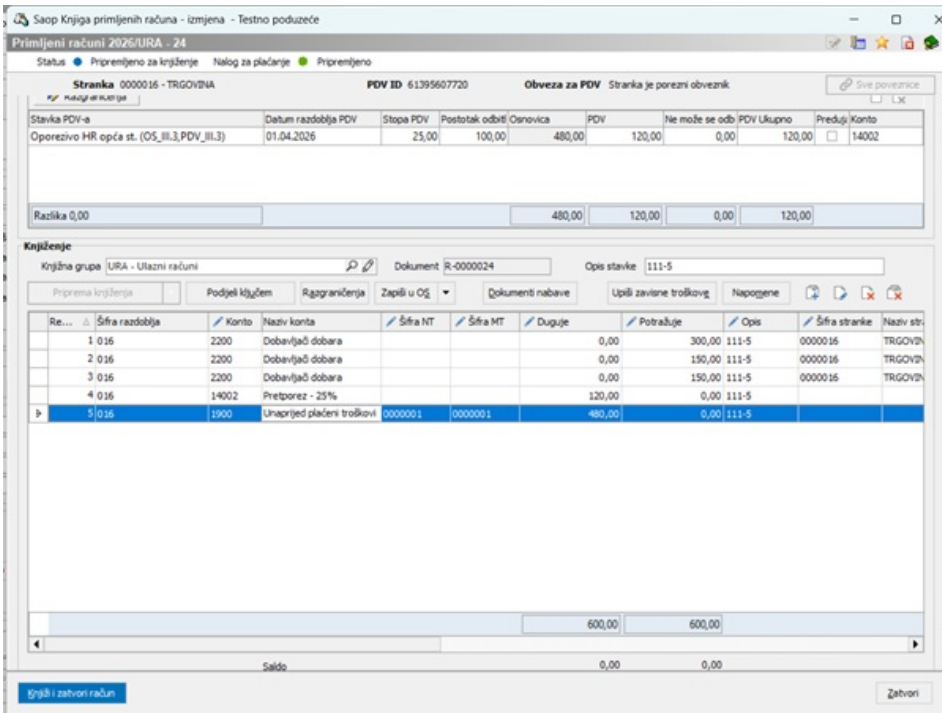 Saop Knjiga primljenih računa - izmjena - Testno poduzeće
Primljeni računi 2026/URA - 24
Status Pripremljeno za knjiženje Nalog za plaćanje Pripremljeno
Stranka 0000016 - TRGOVINA PDV ID 61395607720 Obveza za PDV Stranka je porezni obveznik Sve poveznice
Razgraničenja
Stavka PDV-a Datum razdoblja PDV Stopa PDV Postotak odbitl Osnovica PDV Ne može se odb PDV Ukupno Preduj Konto
Oporezivo HR opća st. (OS_III.3,PDV_III.3) 01.04.2026 25,00 100,00 480,00 120,00 0,00 120,00 14002
Razlika 0,00 480,00 120,00 0,00 120,00
Knjiženje
Knjižna grupa URA - Ulazni računi Dokument R-0000024 Opis stavke 111-5
Priprema knjiženja Podijeli ključem Razgraničenja Zapiši u OS Dokumenti nabave Upiši zavisne troškove Napomene
Re... Šifra razdoblja Konto Naziv konta Šifra NT Šifra MT Duguje Potražuje Opis Šifra stranke Naziv str
1 016 2200 Dobavljači dobara 0,00 300,00 111-5 0000016 TRGOVIN
2 016 2200 Dobavljači dobara 0,00 150,00 111-5 0000016 TRGOVIN
3 016 2200 Dobavljači dobara 0,00 150,00 111-5 0000016 TRGOVIN
4 016 14002 Pretporez - 25% 120,00 0,00 111-5
5 016 1900 Unaprijed plaćeni troškovi 0000001 0000001 480,00 0,00 111-5
600,00 600,00
Saldo 0,00 0,00
Knjiži i zatvori račun Zatvori